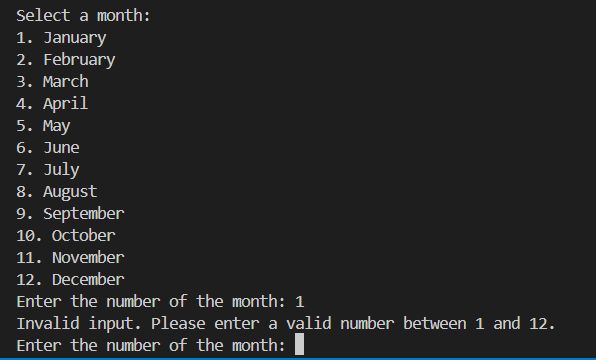 Select a month:
1. January
2. February
3. March
4. April
5. May
6. June
7. July
8. August
9. September
10. October
11. November
12. December
Enter the number of the month: 1
Invalid input. Please enter a valid number between 1 and 12.
Enter the number of the month: